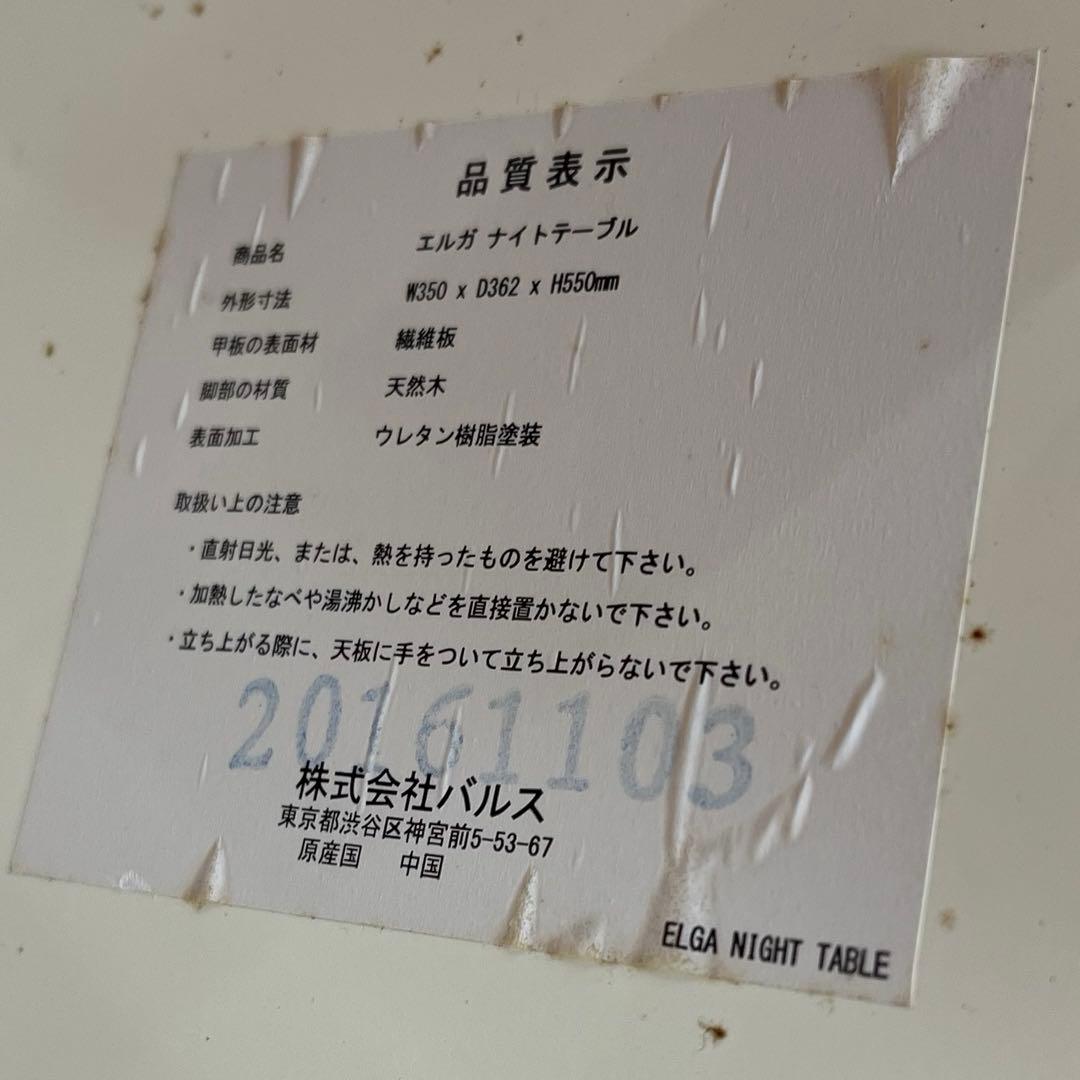 品質表示
商品名 エルガ ナイトテーブル
外形寸法 W350 x D362 x H550mm
甲板の表面材 繊維板
脚部の材質 天然木
表面加工 ウレタン樹脂塗装
取扱い上の注意
・直射日光、または、熱を持ったものを避けて下さい。
・加熱したなべや湯沸かしなどを直接置かないで下さい。
・立ち上がる際に、天板に手をついて立ち上がらないで下さい。
20161103
株式会社バルス
東京都渋谷区神宮前5-53-67
原産国 中国
ELGA NIGHT TABLE